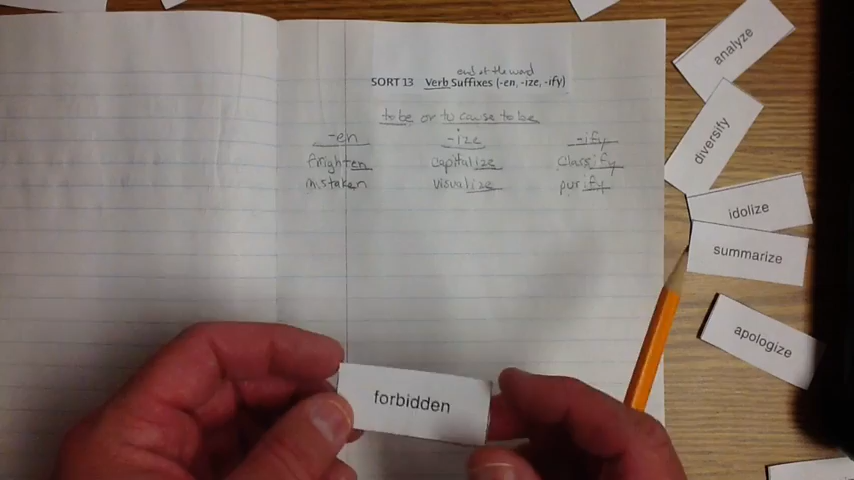 end of the word
SORT 13 Verb Suffixes (-en, -ize, -ify)
to be or to cause to be
-en -ize -ify
frighten capitalize classify
mistaken visualize purify
analyze
diversify
idolize
summarize
apologize
forbidden